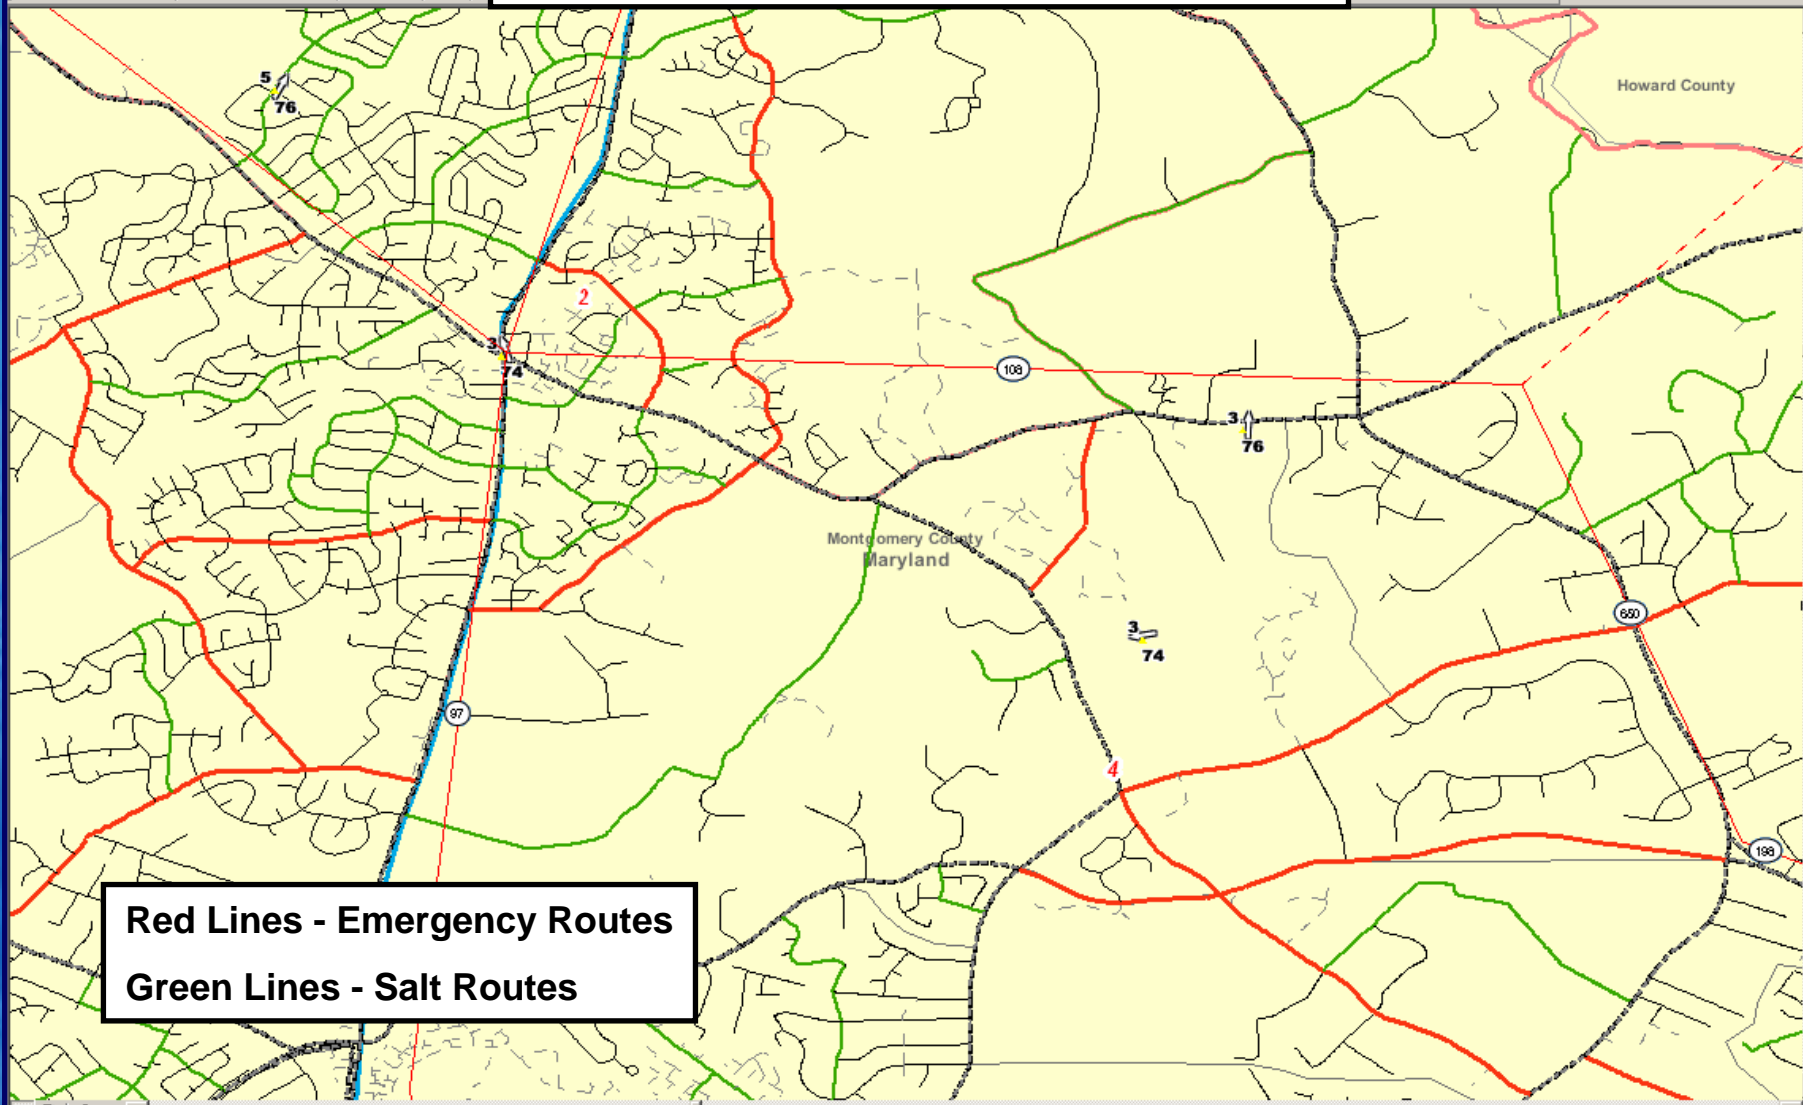 Howard County
5
76
2
3
74
108
3
76
Montgomery County
Maryland
650
3
74
97
4
198
Red Lines - Emergency Routes
Green Lines - Salt Routes